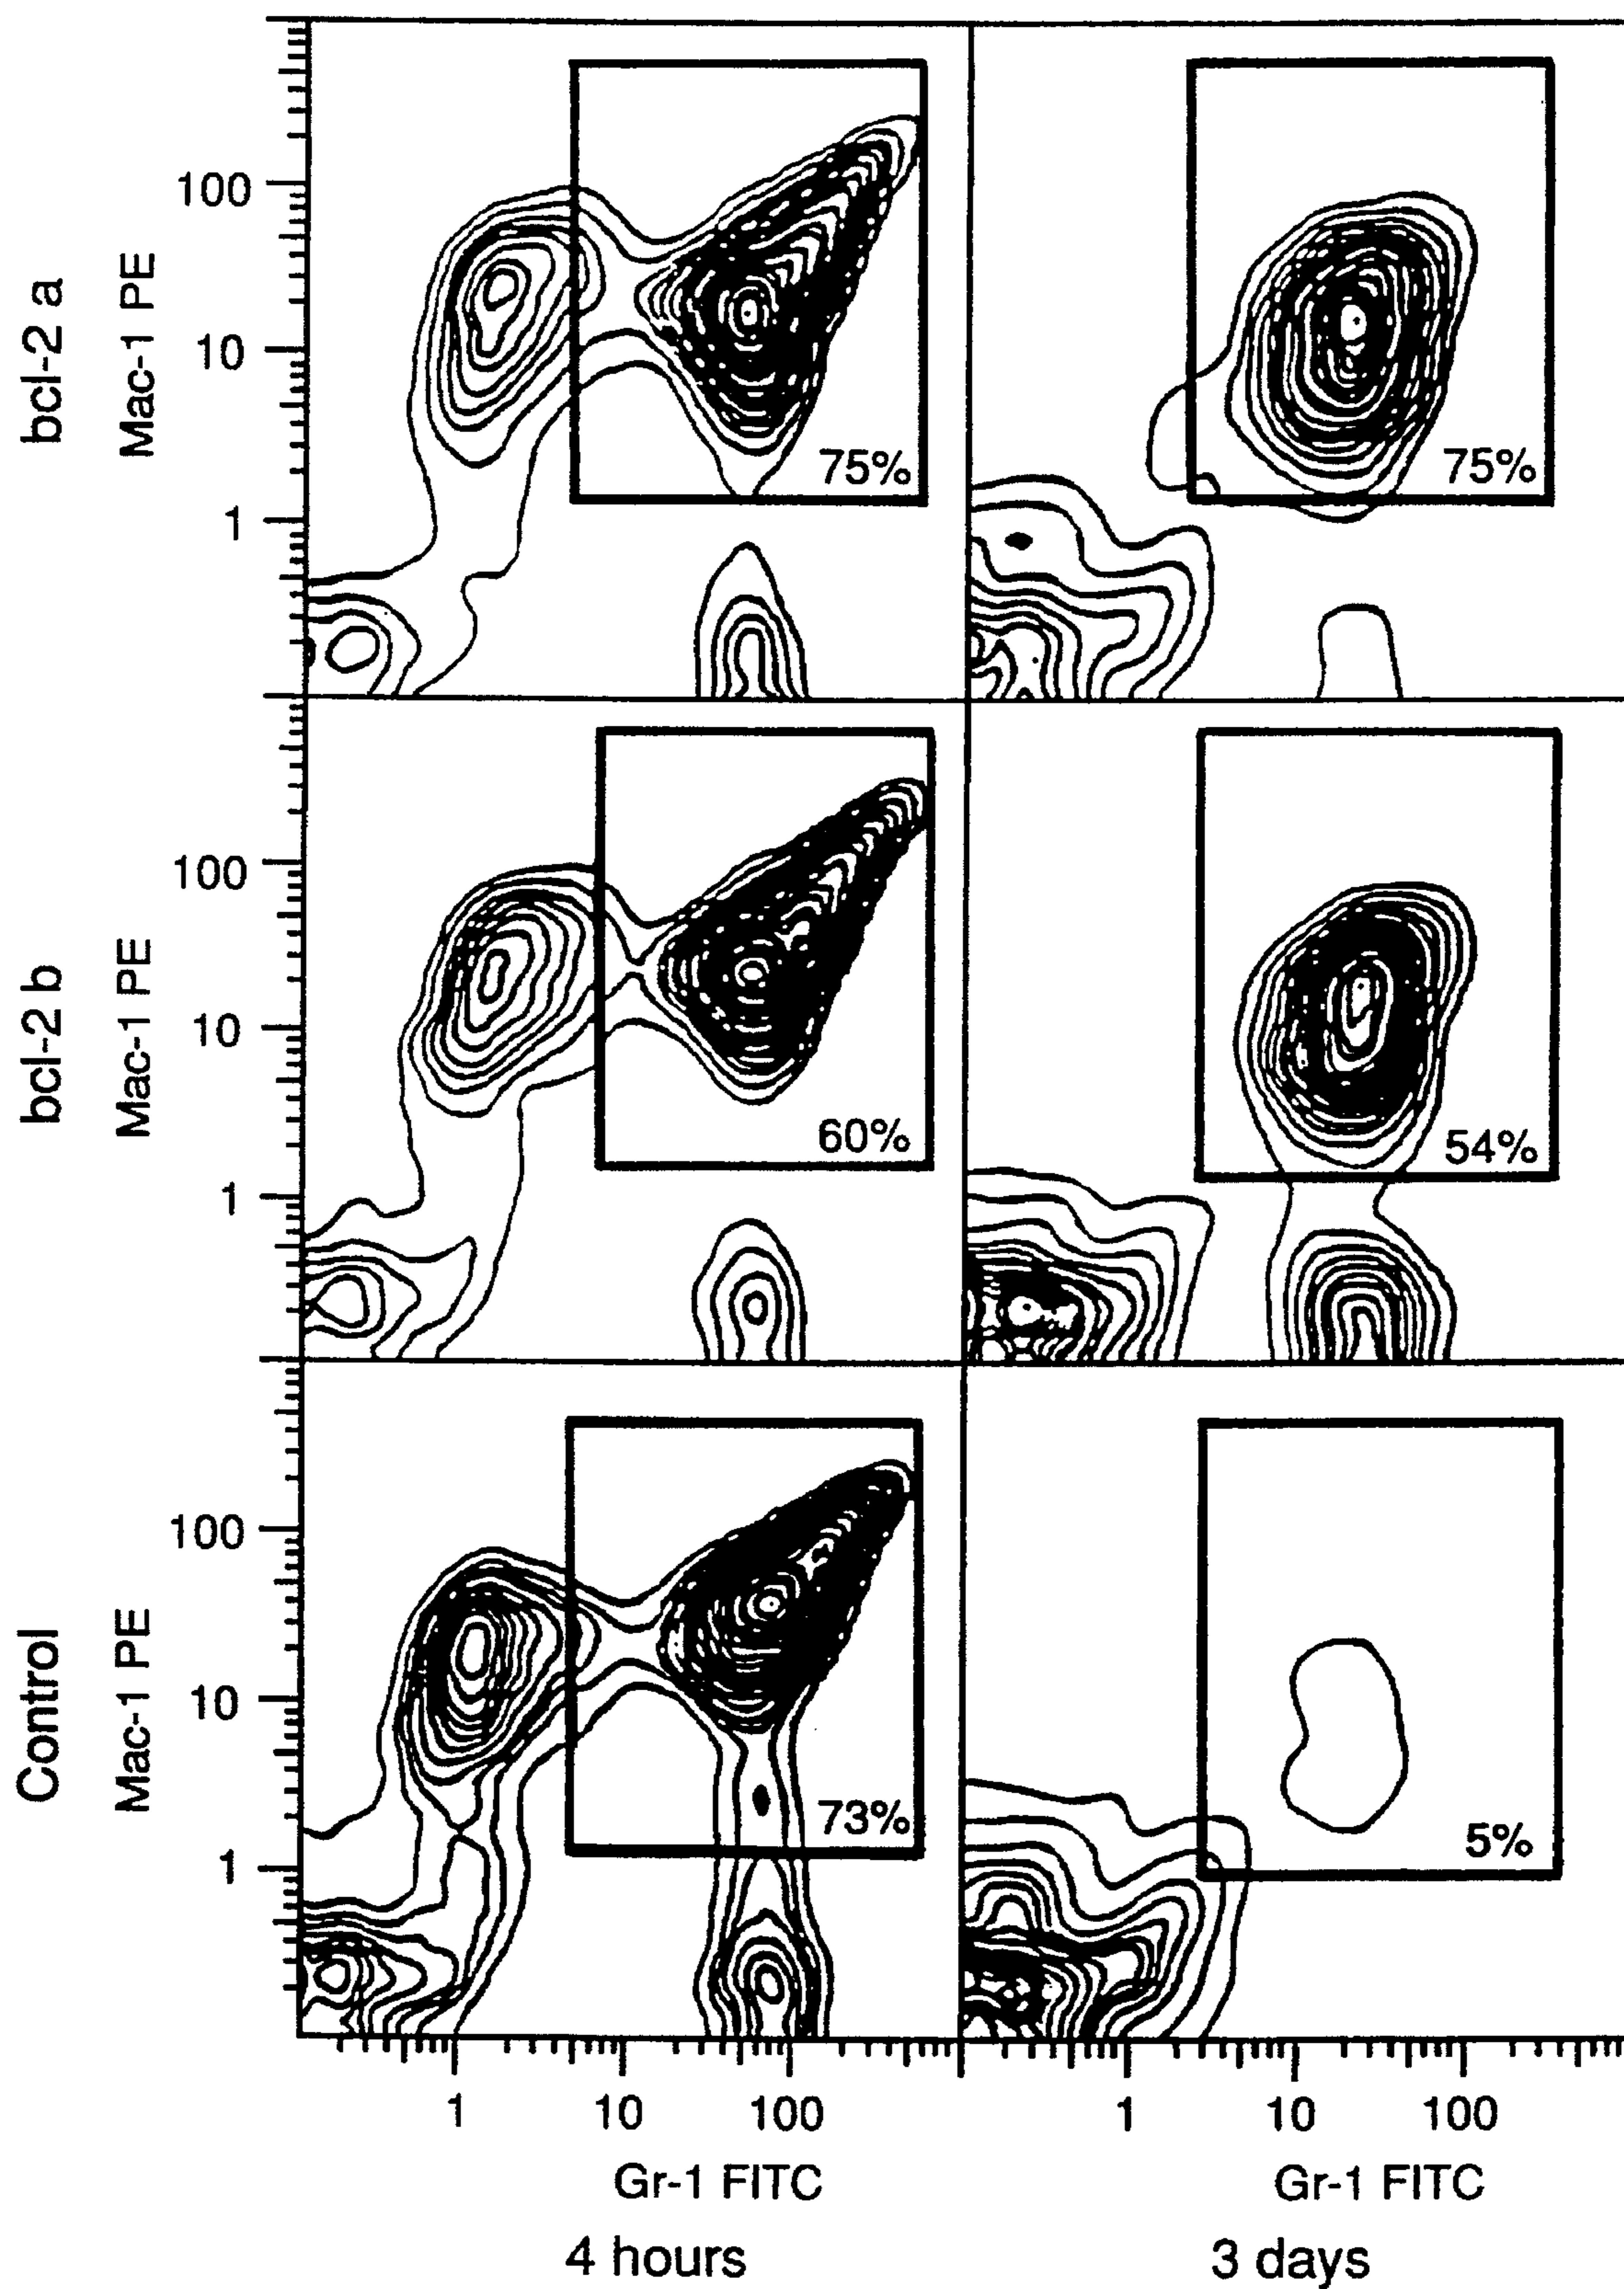 bcl-2 a
Mac-1 PE
100
10
1
75%
75%
bcl-2 b
Mac-1 PE
100
10
1
60%
54%
Control
Mac-1 PE
100
10
1
73%
5%
1 10 100 1 10 100
Gr-1 FITC Gr-1 FITC
4 hours 3 days